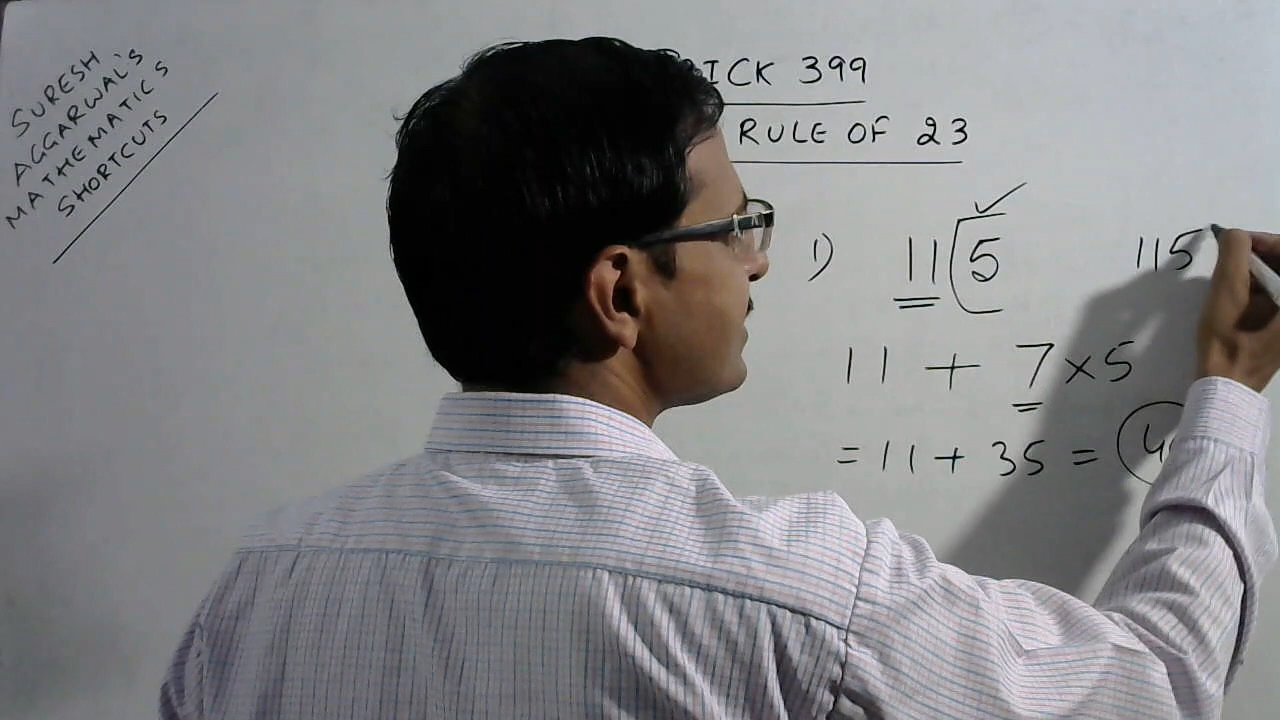 SURESH
AGGARWAL'S
MATHEMATICS
SHORTCUTS
ICK 399
RULE OF 23
1) 11(5 115
11 + 7×5
= 11 + 35 =